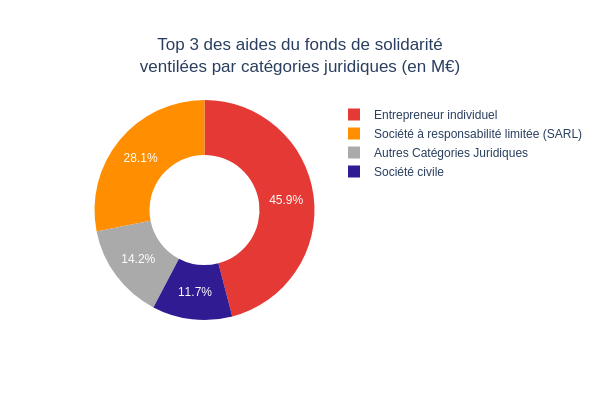 Top 3 des aides du fonds de solidarité
ventilées par catégories juridiques (en M€)
Entrepreneur individuel
Société à responsabilité limitée (SARL)
Autres Catégories Juridiques
Société civile
28.1%
45.9%
14.2%
11.7%